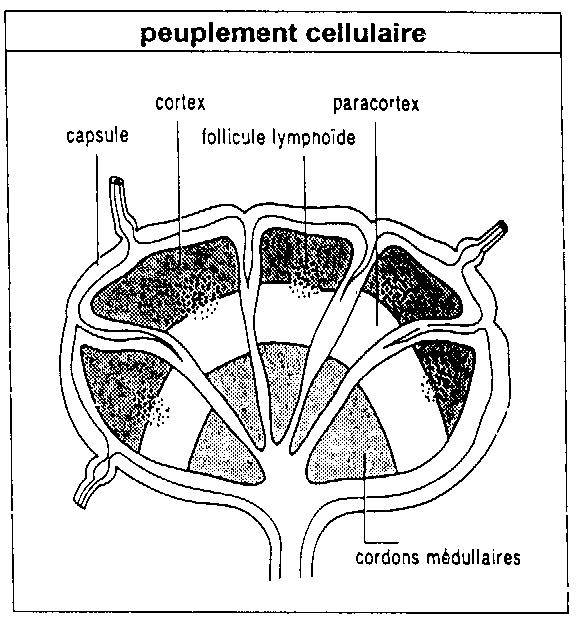 peuplement cellulaire
cortex
paracortex
capsule
follicule lymphoïde
cordons médullaires